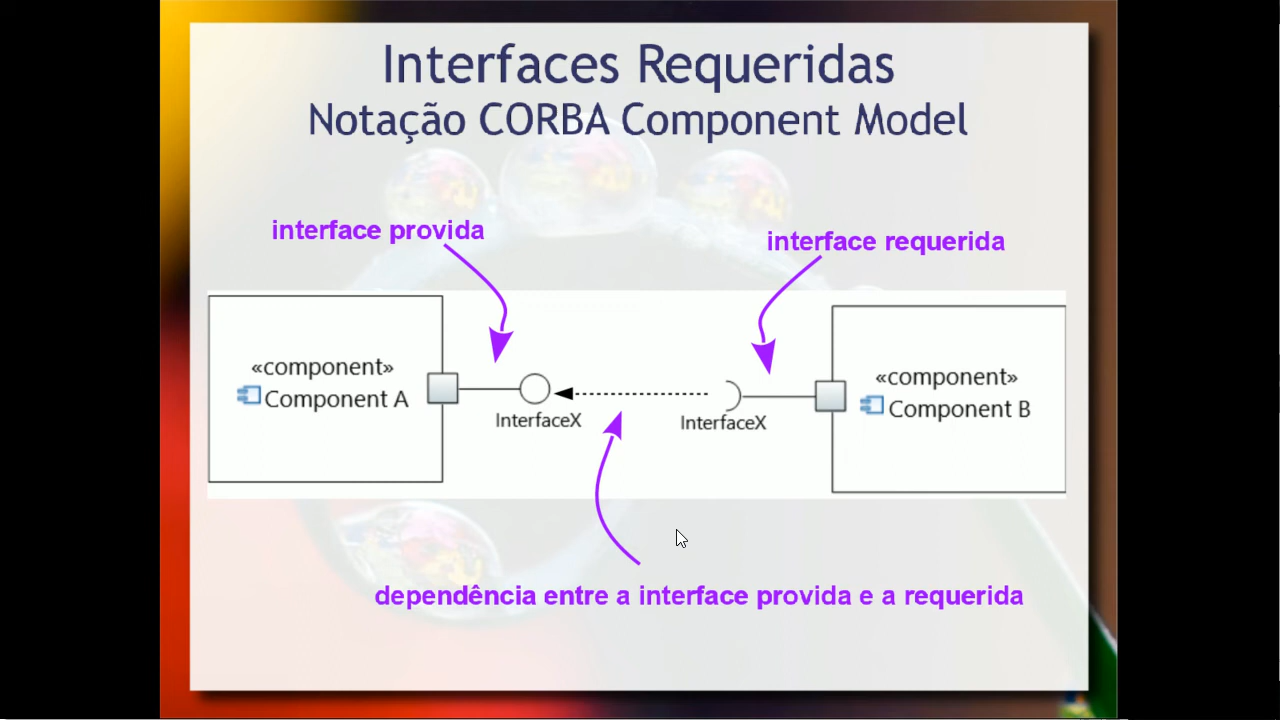 Interfaces Requeridas
Notação CORBA Component Model
interface provida
interface requerida
«component»
Component A
InterfaceX
InterfaceX
«component»
Component B
dependência entre a interface provida e a requerida